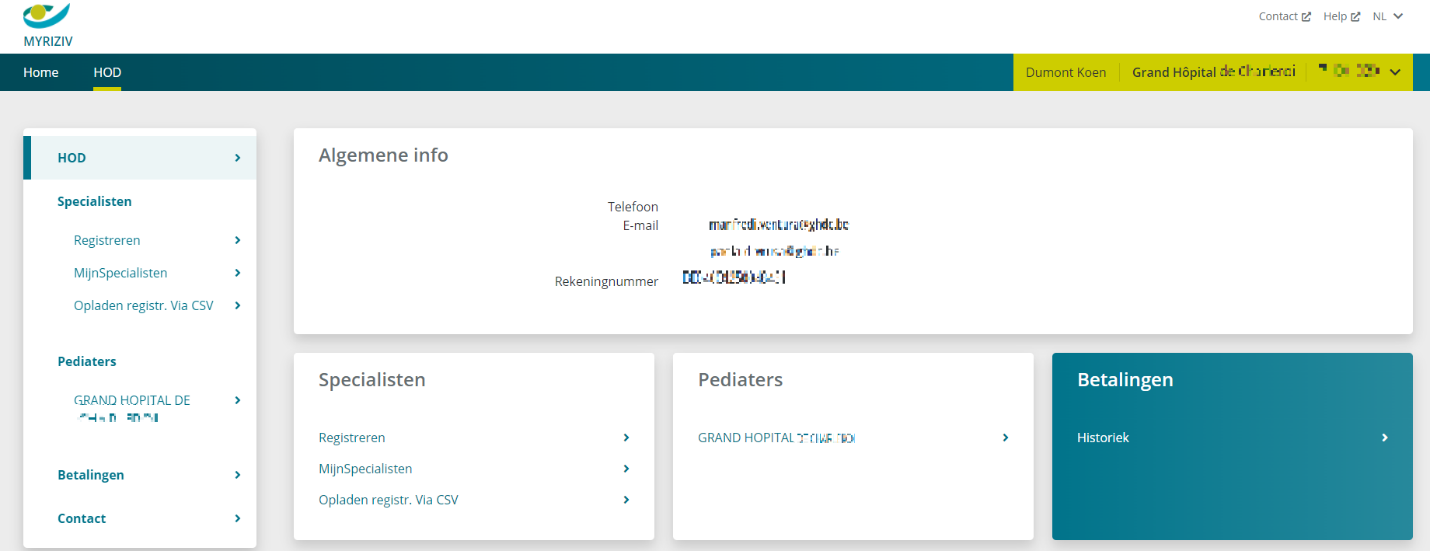 MYRIZIV
Contact
Help
NL
Home
HOD
Dumont Koen
Grand Hôpital
HOD
Specialisten
Registreren
MijnSpecialisten
Opladen registr. Via CSV
Pediaters
GRAND HOPITAL DE
Betalingen
Contact
Algemene info
Telefoon
E-mail
Rekeningnummer
Specialisten
Registreren
MijnSpecialisten
Opladen registr. Via CSV
Pediaters
GRAND HOPITAL
Betalingen
Historiek